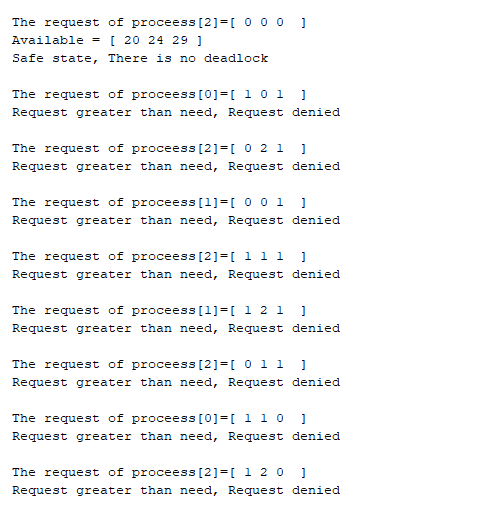 The request of proceess[2]=[ 0 0 0  ]
Available = [ 20 24 29 ]
Safe state, There is no deadlock
The request of proceess[0]=[ 1 0 1  ]
Request greater than need, Request denied
The request of proceess[2]=[ 0 2 1  ]
Request greater than need, Request denied
The request of proceess[1]=[ 0 0 1  ]
Request greater than need, Request denied
The request of proceess[2]=[ 1 1 1  ]
Request greater than need, Request denied
The request of proceess[1]=[ 1 2 1  ]
Request greater than need, Request denied
The request of proceess[2]=[ 0 1 1  ]
Request greater than need, Request denied
The request of proceess[0]=[ 1 1 0  ]
Request greater than need, Request denied
The request of proceess[2]=[ 1 2 0  ]
Request greater than need, Request denied